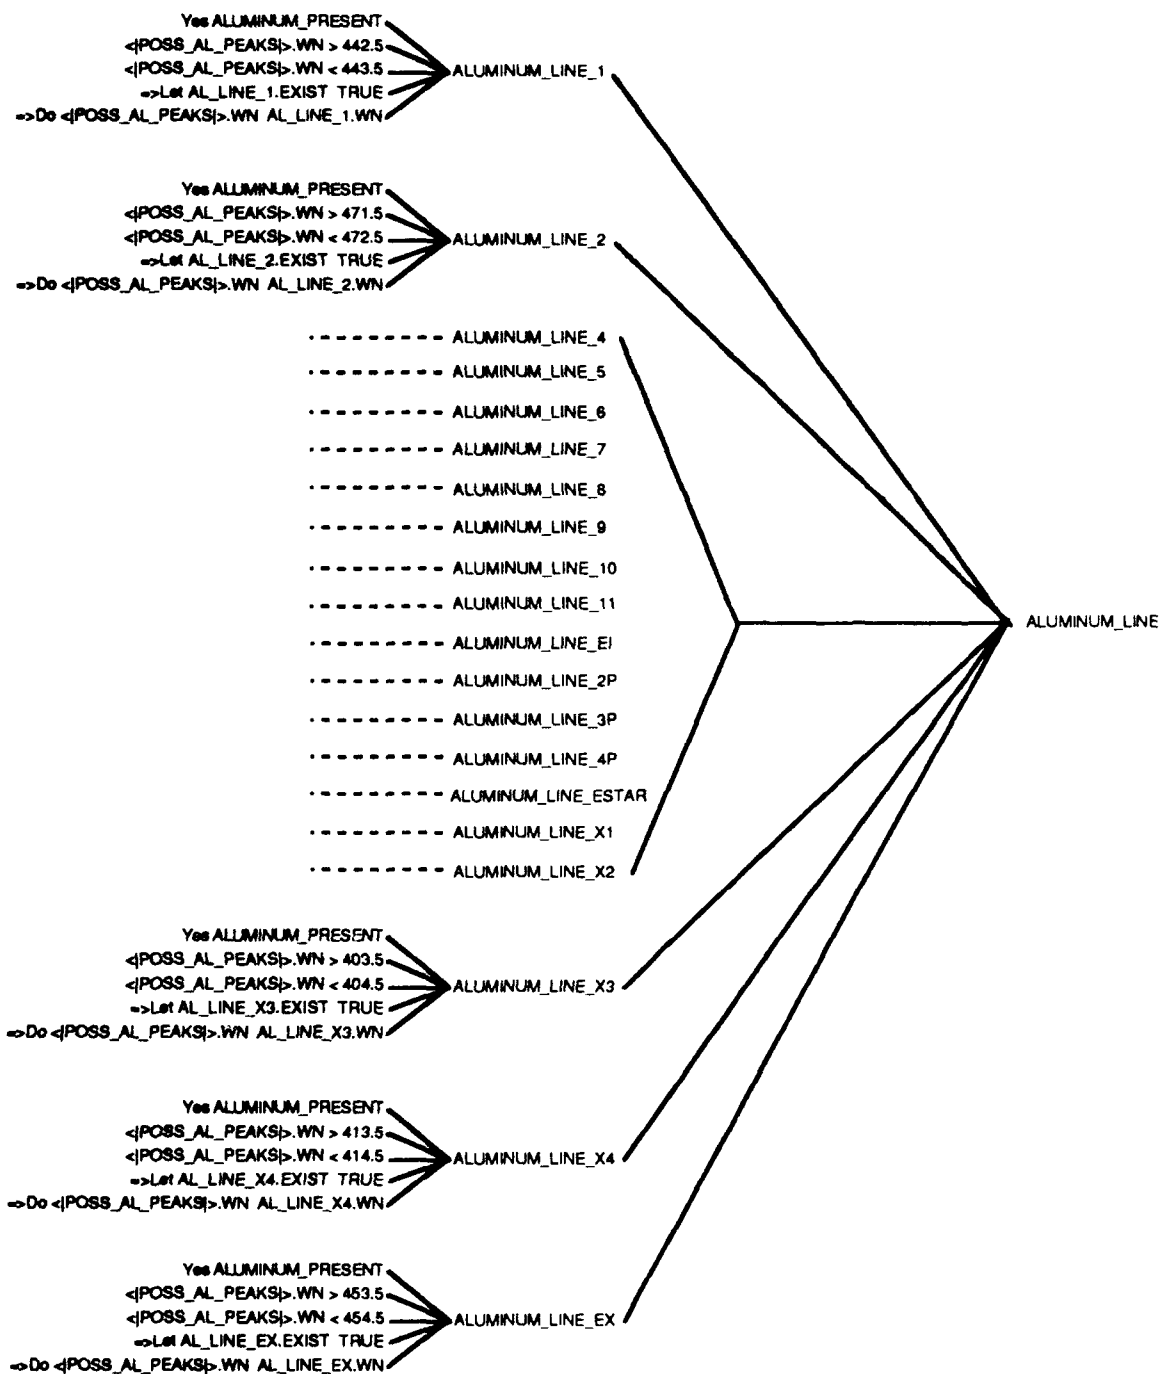 Yes ALUMINUM_PRESENT
<|POSS_AL_PEAKS|>.WN > 442.5
<|POSS_AL_PEAKS|>.WN < 443.5
=>Let AL_LINE_1.EXIST TRUE
=>Do <|POSS_AL_PEAKS|>.WN AL_LINE_1.WN
ALUMINUM_LINE_1
Yes ALUMINUM_PRESENT
<|POSS_AL_PEAKS|>.WN > 471.5
<|POSS_AL_PEAKS|>.WN < 472.5
=>Let AL_LINE_2.EXIST TRUE
=>Do <|POSS_AL_PEAKS|>.WN AL_LINE_2.WN
ALUMINUM_LINE_2
ALUMINUM_LINE_4
ALUMINUM_LINE_5
ALUMINUM_LINE_6
ALUMINUM_LINE_7
ALUMINUM_LINE_8
ALUMINUM_LINE_9
ALUMINUM_LINE_10
ALUMINUM_LINE_11
ALUMINUM_LINE_EI
ALUMINUM_LINE_2P
ALUMINUM_LINE_3P
ALUMINUM_LINE_4P
ALUMINUM_LINE_ESTAR
ALUMINUM_LINE_X1
ALUMINUM_LINE_X2
ALUMINUM_LINE
Yes ALUMINUM_PRESENT
<|POSS_AL_PEAKS|>.WN > 403.5
<|POSS_AL_PEAKS|>.WN < 404.5
=>Let AL_LINE_X3.EXIST TRUE
=>Do <|POSS_AL_PEAKS|>.WN AL_LINE_X3.WN
ALUMINUM_LINE_X3
Yes ALUMINUM_PRESENT
<|POSS_AL_PEAKS|>.WN > 413.5
<|POSS_AL_PEAKS|>.WN < 414.5
=>Let AL_LINE_X4.EXIST TRUE
=>Do <|POSS_AL_PEAKS|>.WN AL_LINE_X4.WN
ALUMINUM_LINE_X4
Yes ALUMINUM_PRESENT
<|POSS_AL_PEAKS|>.WN > 453.5
<|POSS_AL_PEAKS|>.WN < 454.5
=>Let AL_LINE_EX.EXIST TRUE
=>Do <|POSS_AL_PEAKS|>.WN AL_LINE_EX.WN
ALUMINUM_LINE_EX